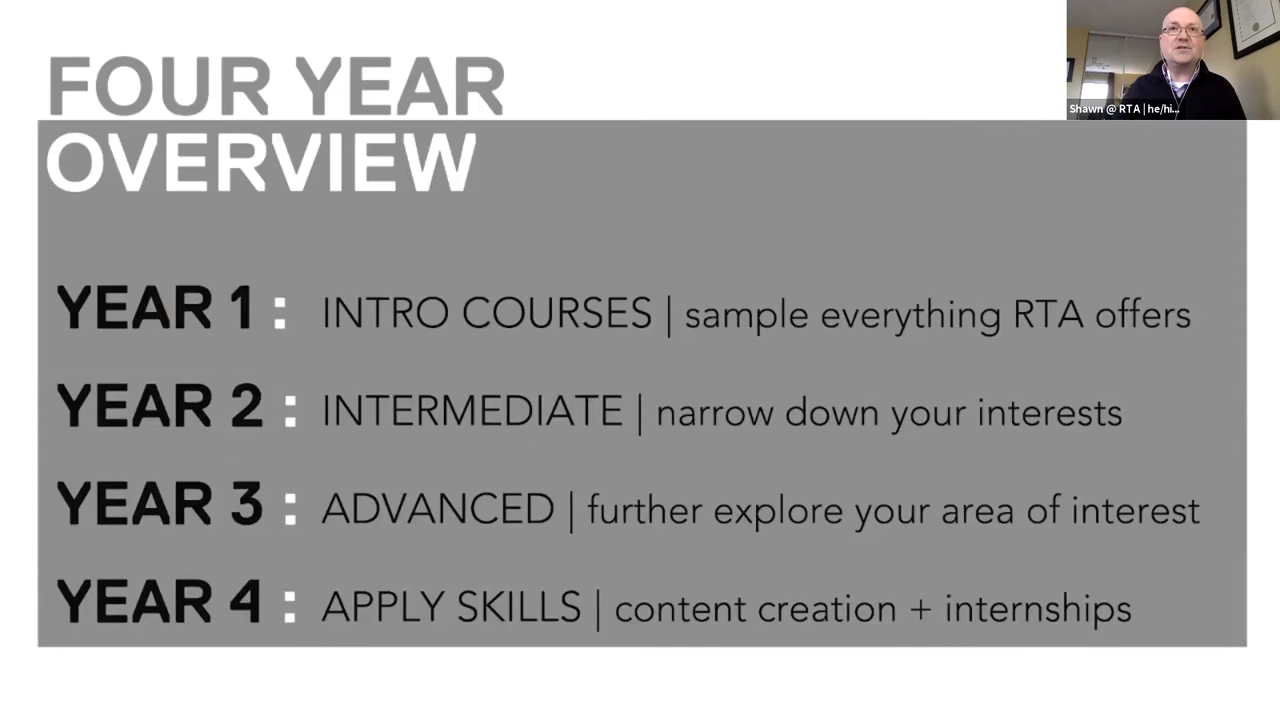 FOUR YEAR
OVERVIEW
YEAR 1 : INTRO COURSES | sample everything RTA offers
YEAR 2 : INTERMEDIATE | narrow down your interests
YEAR 3 : ADVANCED | further explore your area of interest
YEAR 4 : APPLY SKILLS | content creation + internships
Shawn @ RTA | he/hi...